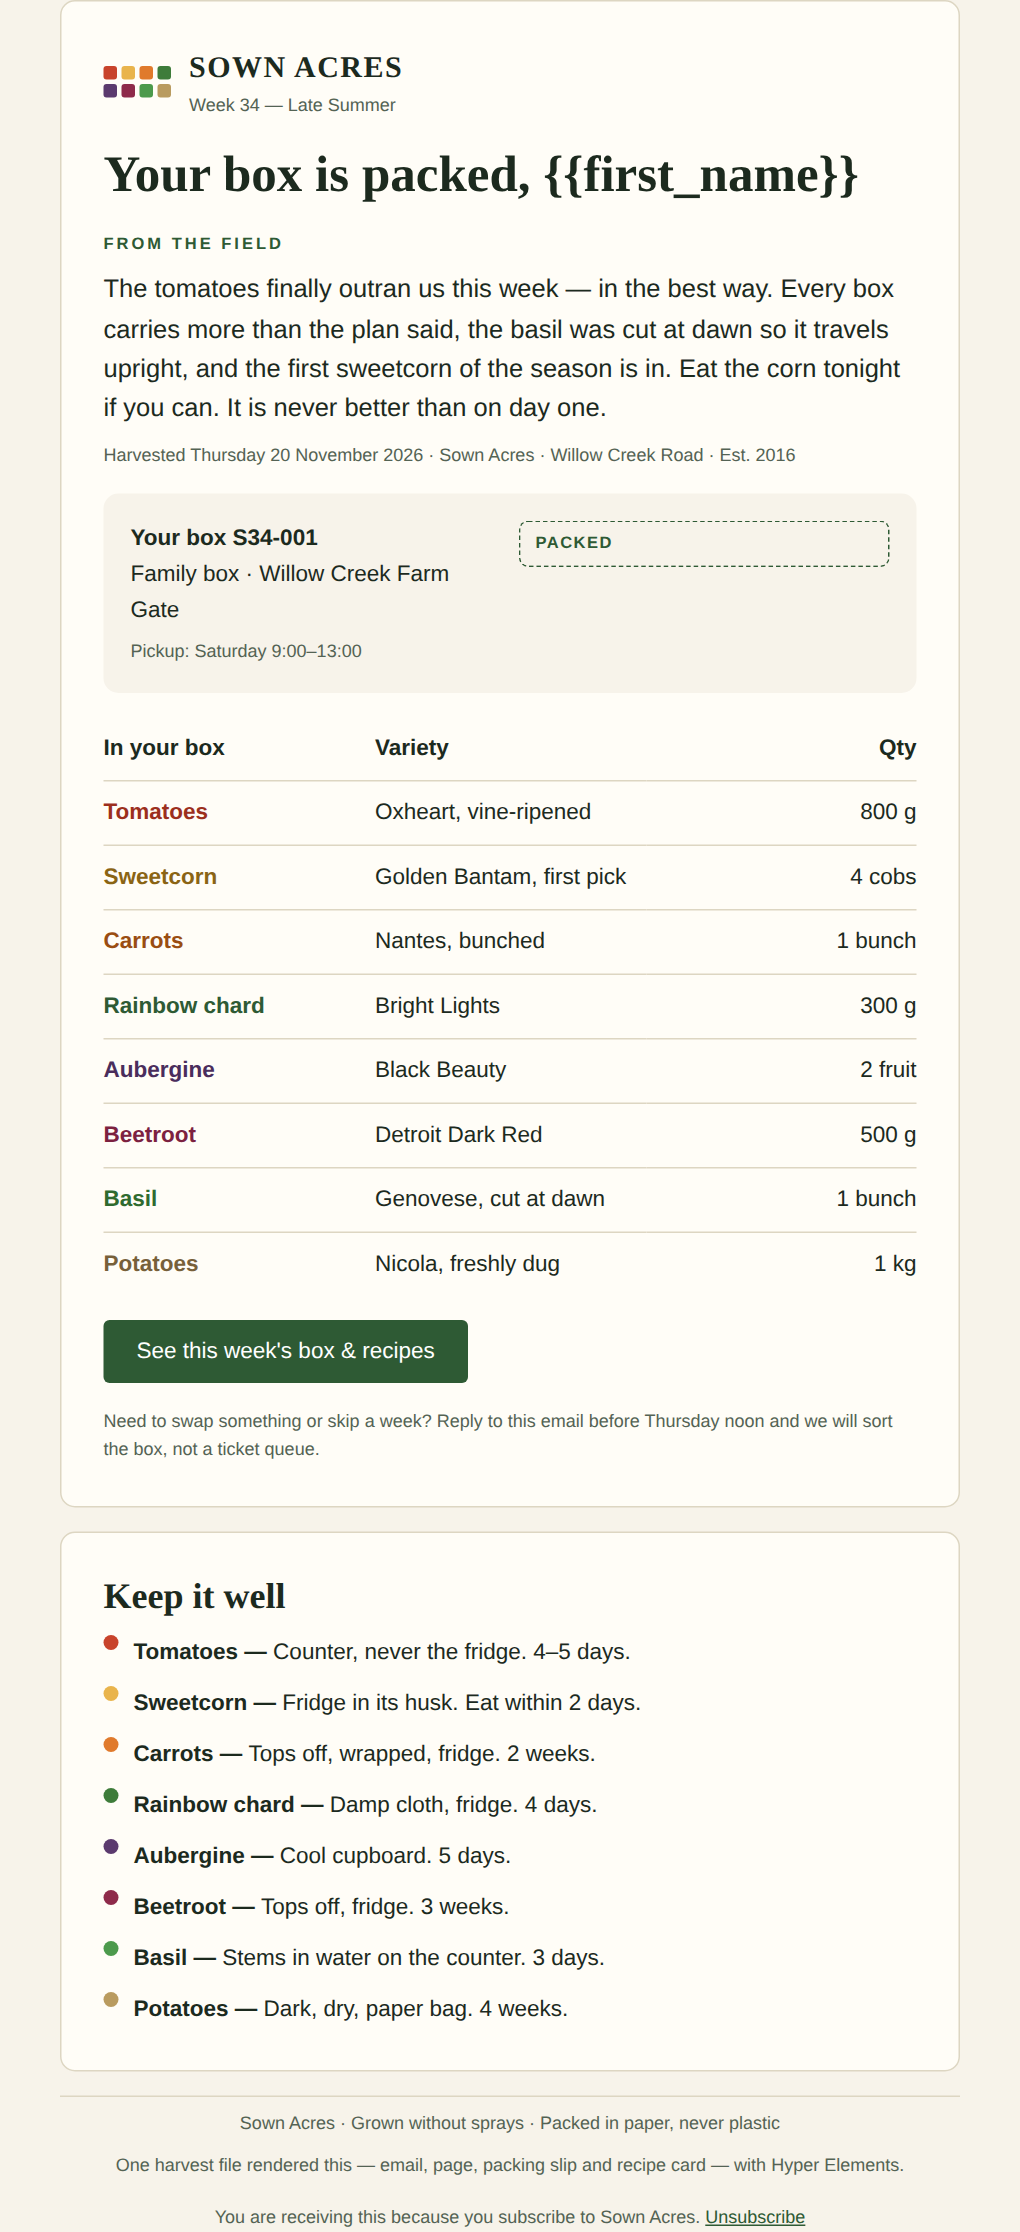 SOWN ACRES
Week 34 — Late Summer
Your box is packed, {{first_name}}
FROM THE FIELD
The tomatoes finally outran us this week — in the best way. Every box
carries more than the plan said, the basil was cut at dawn so it travels
upright, and the first sweetcorn of the season is in. Eat the corn tonight
if you can. It is never better than on day one.
Harvested Thursday 20 November 2026 · Sown Acres · Willow Creek Road · Est. 2016
Your box S34-001
PACKED
Family box · Willow Creek Farm
Gate
Pickup: Saturday 9:00–13:00
In your box Variety Qty
Tomatoes Oxheart, vine-ripened 800 g
Sweetcorn Golden Bantam, first pick 4 cobs
Carrots Nantes, bunched 1 bunch
Rainbow chard Bright Lights 300 g
Aubergine Black Beauty 2 fruit
Beetroot Detroit Dark Red 500 g
Basil Genovese, cut at dawn 1 bunch
Potatoes Nicola, freshly dug 1 kg
See this week's box & recipes
Need to swap something or skip a week? Reply to this email before Thursday noon and we will sort
the box, not a ticket queue.
Keep it well
Tomatoes — Counter, never the fridge. 4–5 days.
Sweetcorn — Fridge in its husk. Eat within 2 days.
Carrots — Tops off, wrapped, fridge. 2 weeks.
Rainbow chard — Damp cloth, fridge. 4 days.
Aubergine — Cool cupboard. 5 days.
Beetroot — Tops off, fridge. 3 weeks.
Basil — Stems in water on the counter. 3 days.
Potatoes — Dark, dry, paper bag. 4 weeks.
Sown Acres · Grown without sprays · Packed in paper, never plastic
One harvest file rendered this — email, page, packing slip and recipe card — with Hyper Elements.
You are receiving this because you subscribe to Sown Acres. Unsubscribe